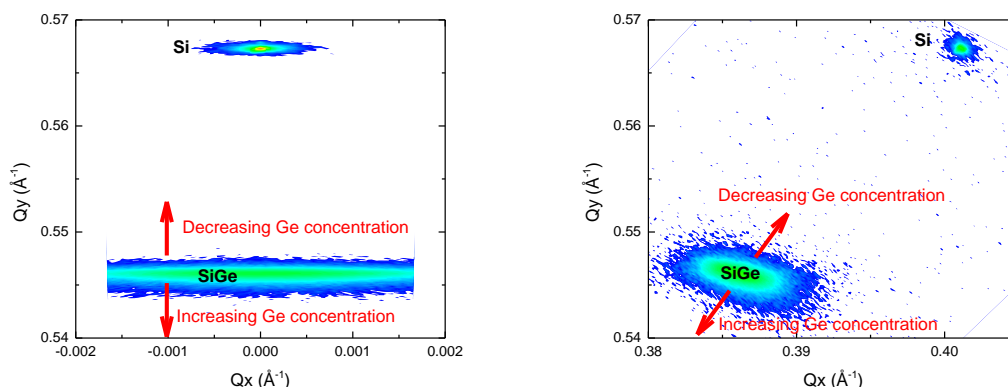 0.57
0.56
0.55
0.54
Qy (Å⁻¹)
Si
Decreasing Ge concentration
SiGe
Increasing Ge concentration
-0.002
-0.001
0.000
0.001
0.002
Qx (Å⁻¹)
0.57
0.56
0.55
0.54
Qy (Å⁻¹)
Si
Decreasing Ge concentration
SiGe
Increasing Ge concentration
0.38
0.39
0.40
Qx (Å⁻¹)